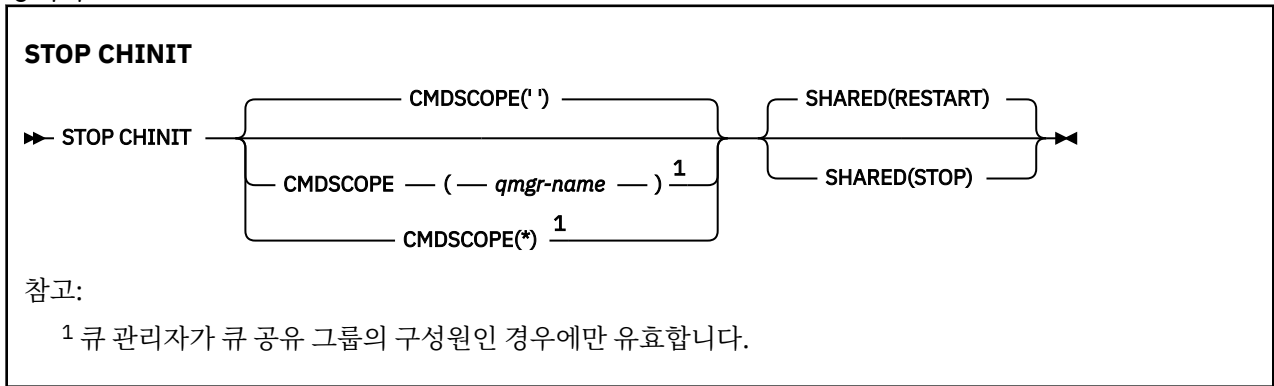 STOP CHINIT
CMDSCOPE(' ') SHARED(RESTART)
STOP CHINIT
CMDSCOPE ( qmgr-name ) 1 SHARED(STOP)
CMDSCOPE(*) 1
참고:
1 큐 관리자가 큐 공유 그룹의 구성원인 경우에만 유효합니다.